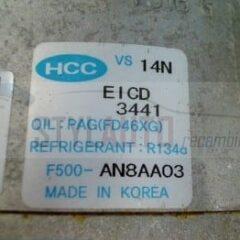 HCC VS 14N
EICD
3441
OIL:PAG(FD46XG)
REFRIGERANT: R134a
F500-AN8AA03
MADE IN KOREA